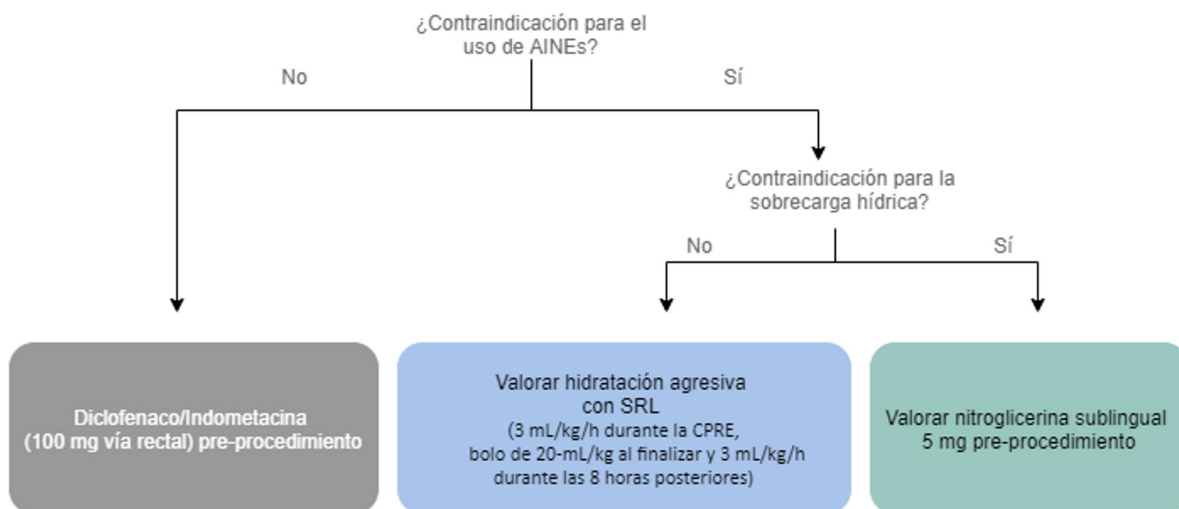 ¿Contraindicación para el
uso de AINEs?
No
Sí
¿Contraindicación para la
sobrecarga hídrica?
No
Sí
Diclofenaco/Indometacina
(100 mg vía rectal) pre-procedimiento
Valorar hidratación agresiva
con SRL
(3 mL/kg/h durante la CPRE,
bolo de 20-mL/kg al finalizar y 3 mL/kg/h
durante las 8 horas posteriores)
Valorar nitroglicerina sublingual
5 mg pre-procedimiento